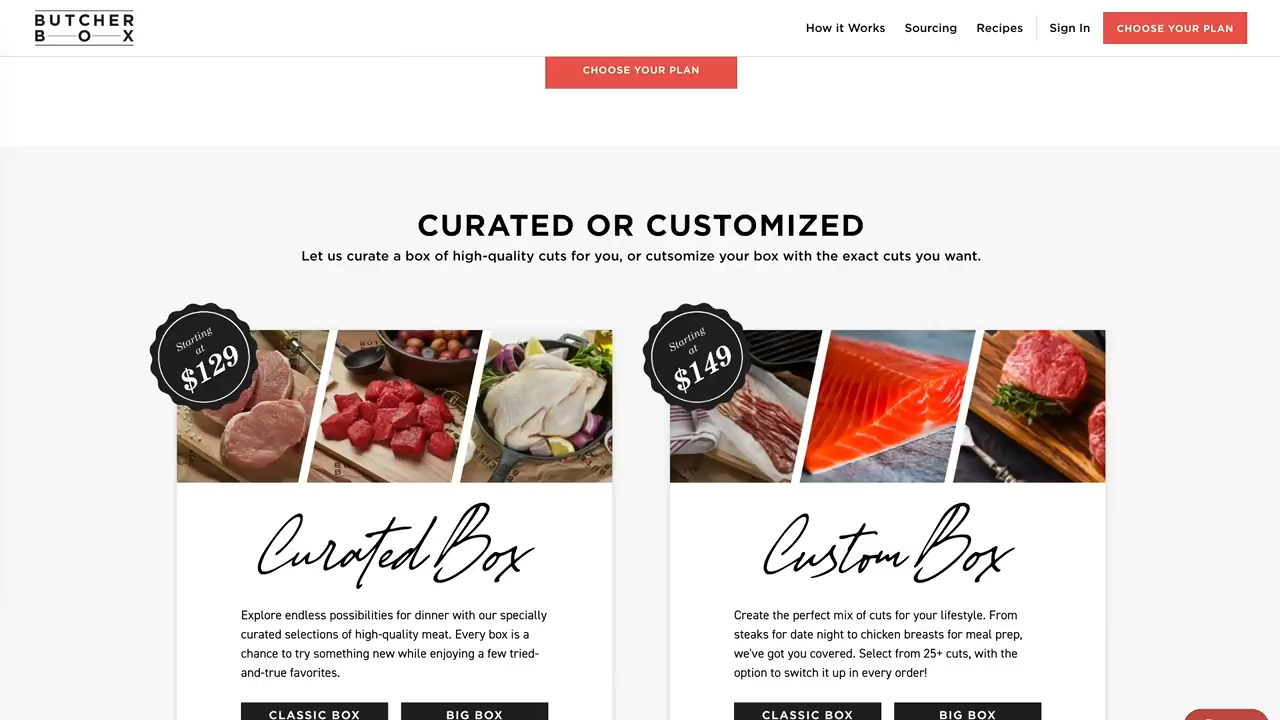 BUTCHER
BOX
How it Works
Sourcing
Recipes
Sign In
CHOOSE YOUR PLAN
CHOOSE YOUR PLAN
CURATED OR CUSTOMIZED
Let us curate a box of high-quality cuts for you, or cutsomize your box with the exact cuts you want.
Starting
at
$129
Curated Box
Explore endless possibilities for dinner with our specially
curated selections of high-quality meat. Every box is a
chance to try something new while enjoying a few tried-
and-true favorites.
CLASSIC BOX
BIG BOX
Starting
at
$149
Custom Box
Create the perfect mix of cuts for your lifestyle. From
steaks for date night to chicken breasts for meal prep,
we've got you covered. Select from 25+ cuts, with the
option to switch it up in every order!
CLASSIC BOX
BIG BOX